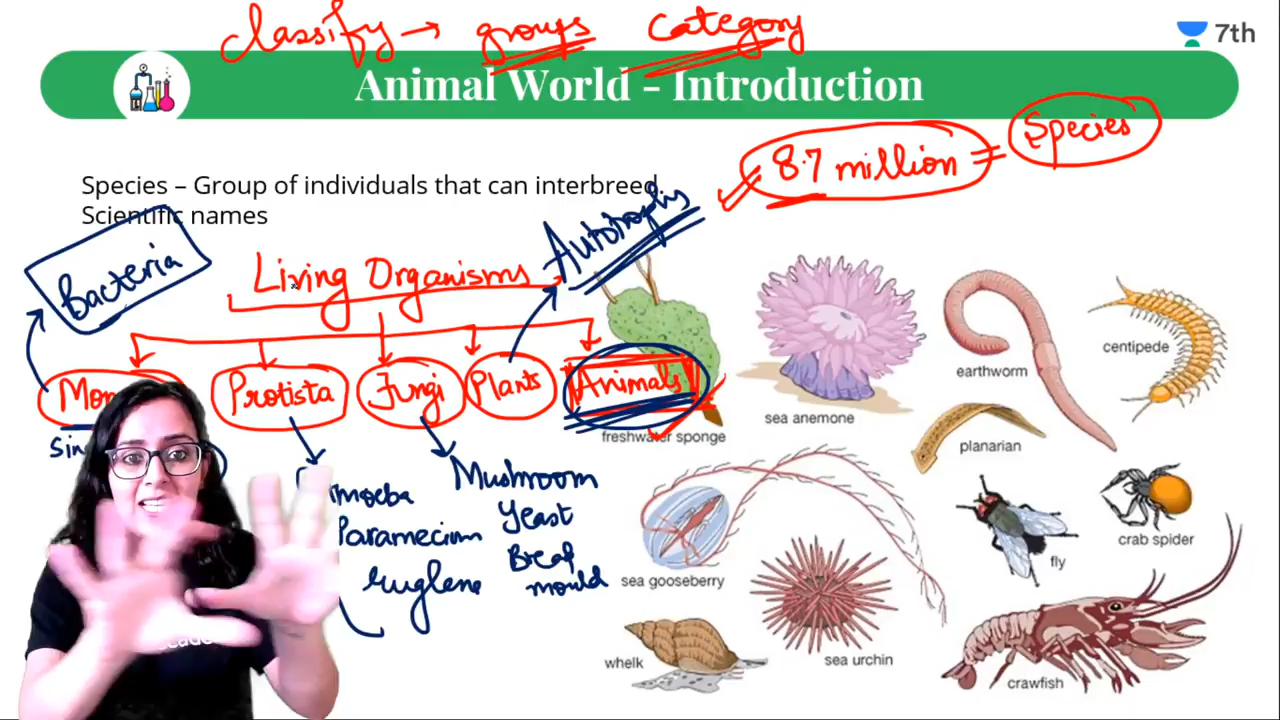 classify → groups category
7th
Animal World - Introduction
8.7 million = Species
Species – Group of individuals that can interbreed.
Scientific names
Autotrophs
Bacteria
Living Organisms
Protista
Fungi
Plants
Animals
Mushroom
Yeast
Bread
mould
Paramecium
euglene
freshwater sponge
sea anemone
earthworm
centipede
planarian
sea gooseberry
fly
crab spider
whelk
sea urchin
crawfish